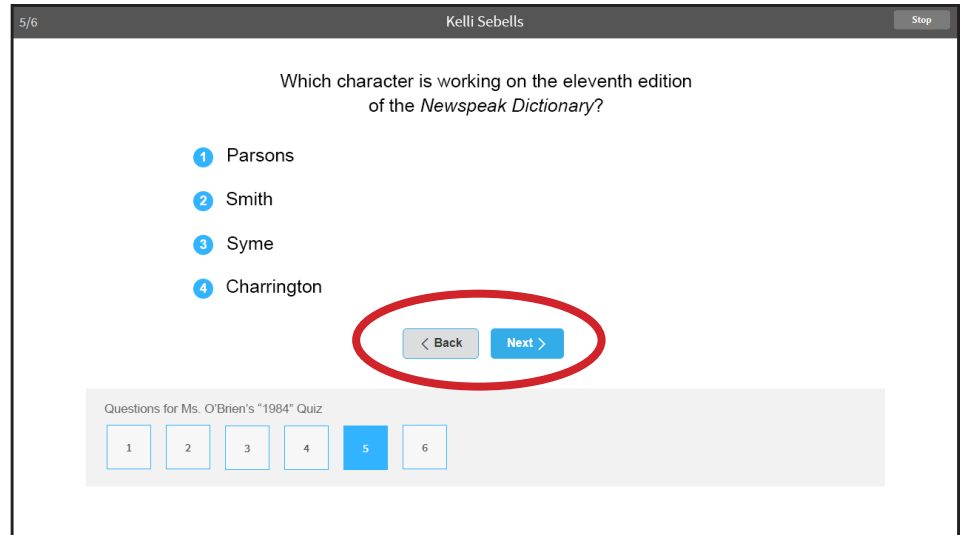 5/6 Kelli Sebells Stop
Which character is working on the eleventh edition
of the Newspeak Dictionary?
1 Parsons
2 Smith
3 Syme
4 Charrington
< Back Next >
Questions for Ms. O'Brien's "1984" Quiz
1 2 3 4 5 6